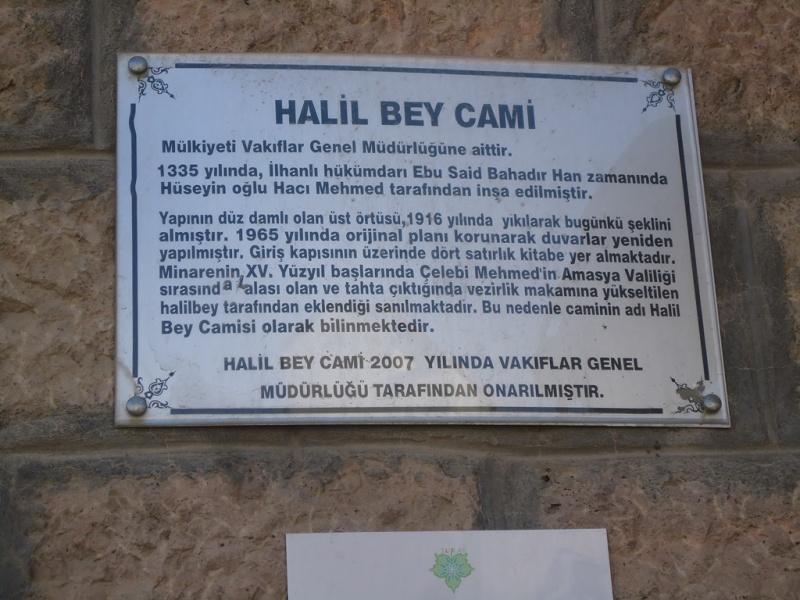 HALİL BEY CAMİ
Mülkiyeti Vakıflar Genel Müdürlüğüne aittir.
1335 yılında, İlhanlı hükümdarı Ebu Said Bahadır Han zamanında
Hüseyin oğlu Hacı Mehmed tarafından inşa edilmiştir.
Yapının düz damlı olan üst örtüsü,1916 yılında yıkılarak bugünkü şeklini
almıştır. 1965 yılında orijinal planı korunarak duvarlar yeniden
yapılmıştır. Giriş kapısının üzerinde dört satırlık kitabe yer almaktadır.
Minarenin XV. Yüzyıl başlarında Çelebi Mehmed'in Amasya Valiliği
sırasında Lalası olan ve tahta çıktığında vezirlik makamına yükseltilen
halilbey tarafından eklendiği sanılmaktadır. Bu nedenle caminin adı Halil
Bey Camisi olarak bilinmektedir.
HALİL BEY CAMİ 2007 YILINDA VAKIFLAR GENEL
MÜDÜRLÜĞÜ TARAFINDAN ONARILMIŞTIR.